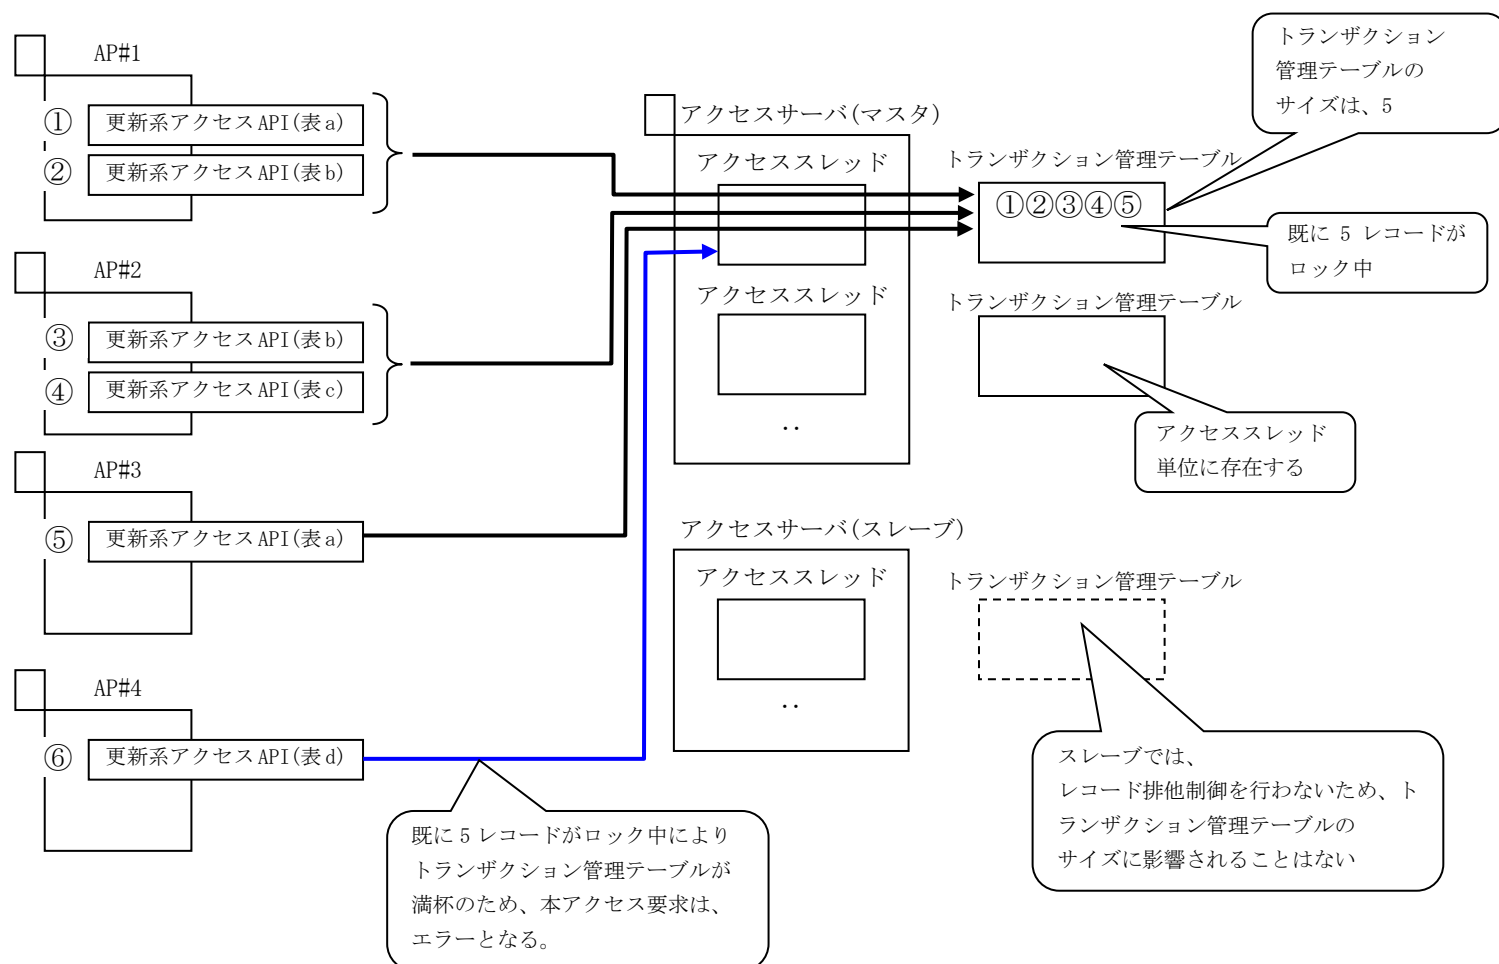 AP#1
① 更新系アクセスAPI(表a)
② 更新系アクセスAPI(表b)
AP#2
③ 更新系アクセスAPI(表b)
④ 更新系アクセスAPI(表c)
AP#3
⑤ 更新系アクセスAPI(表a)
AP#4
⑥ 更新系アクセスAPI(表d)
既に5レコードがロック中により
トランザクション管理テーブルが
満杯のため、本アクセス要求は、
エラーとなる。
アクセスサーバ(マスタ)
アクセススレッド
アクセススレッド
‥
アクセスサーバ(スレーブ)
アクセススレッド
‥
トランザクション
管理テーブルの
サイズは、5
トランザクション管理テーブル
①②③④⑤
既に 5 レコードが
ロック中
トランザクション管理テーブル
アクセススレッド
単位に存在する
トランザクション管理テーブル
スレーブでは、
レコード排他制御を行わないため、ト
ランザクション管理テーブルの
サイズに影響されることはない